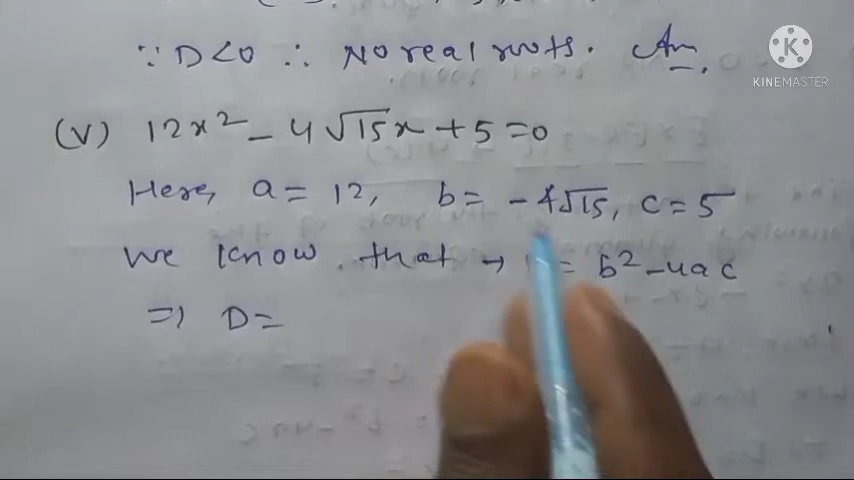 ∵ D<0 ∴ No real roots. Ans.
KINEMASTER
(V) 12x² - 4√15x + 5 = 0
Here, a = 12, b = -4√15, c = 5
We know that → = b² - 4ac
⇒ D =